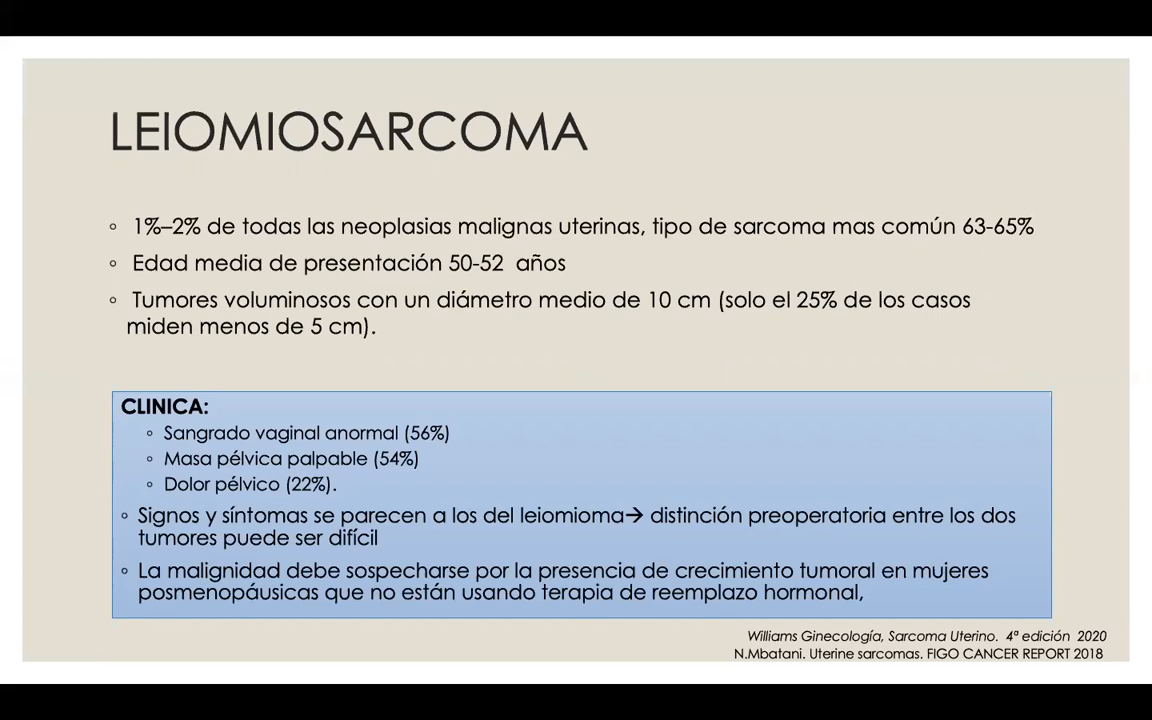 LEIOMIOSARCOMA
◦ 1%–2% de todas las neoplasias malignas uterinas, tipo de sarcoma mas común 63-65%
◦ Edad media de presentación 50-52 años
◦ Tumores voluminosos con un diámetro medio de 10 cm (solo el 25% de los casos
miden menos de 5 cm).
CLINICA:
◦ Sangrado vaginal anormal (56%)
◦ Masa pélvica palpable (54%)
◦ Dolor pélvico (22%).
◦ Signos y síntomas se parecen a los del leiomioma→ distinción preoperatoria entre los dos
tumores puede ser difícil
◦ La malignidad debe sospecharse por la presencia de crecimiento tumoral en mujeres
posmenopáusicas que no están usando terapia de reemplazo hormonal,
Williams Ginecología, Sarcoma Uterino. 4ª edición 2020
N.Mbatani. Uterine sarcomas. FIGO CANCER REPORT 2018